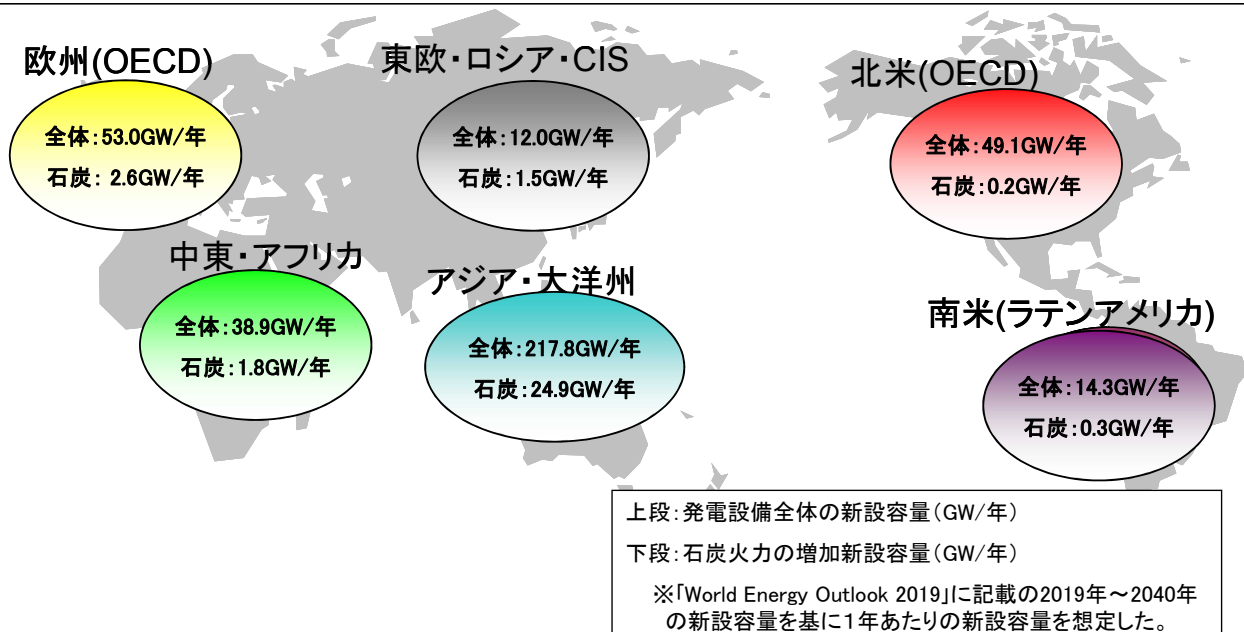 欧州(OECD)
全体:53.0GW/年
石炭: 2.6GW/年
東欧・ロシア・CIS
全体:12.0GW/年
石炭:1.5GW/年
北米(OECD)
全体:49.1GW/年
石炭:0.2GW/年
中東・アフリカ
全体:38.9GW/年
石炭:1.8GW/年
アジア・大洋州
全体:217.8GW/年
石炭:24.9GW/年
南米(ラテンアメリカ)
全体:14.3GW/年
石炭:0.3GW/年
上段:発電設備全体の新設容量(GW/年)
下段:石炭火力の増加新設容量(GW/年)
※「World Energy Outlook 2019」に記載の2019年~2040年
の新設容量を基に1年あたりの新設容量を想定した。